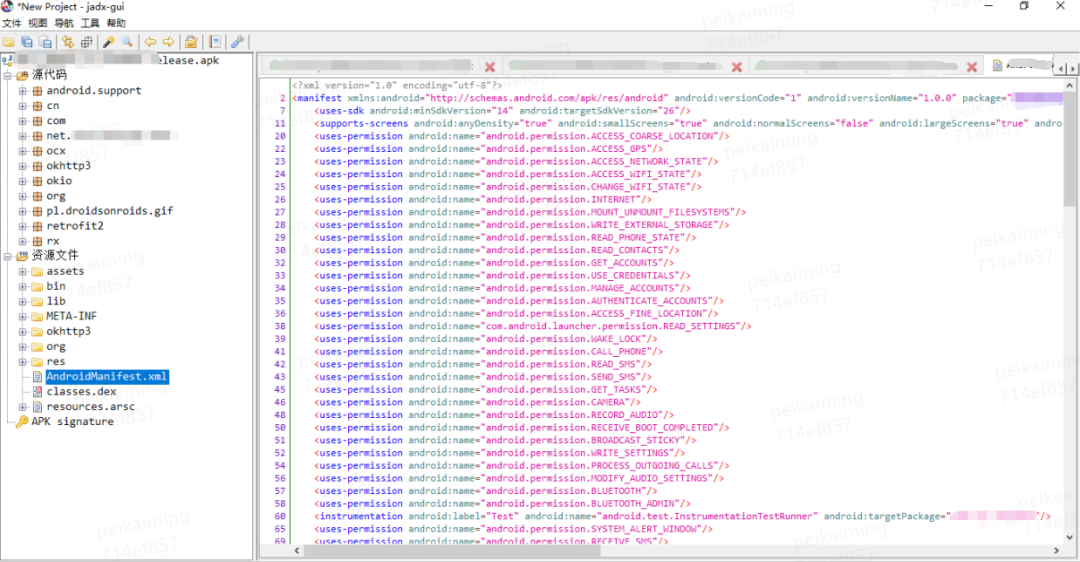 *New Project - jadx-gui
文件 视图 导航 工具 帮助
elease.apk
源代码
android.support
cn
com
net.
ocx
okhttp3
okio
org
pl.droidsonroids.gif
retrofit2
rx
资源文件
assets
bin
lib
META-INF
okhttp3
org
res
AndroidManifest.xml
classes.dex
resources.arsc
APK signature
<?xml version="1.0" encoding="utf-8"?>
2 <manifest xmlns:android="http://schemas.android.com/apk/res/android" android:versionCode="1" android:versionName="1.0.0" package="
7 <uses-sdk android:minSdkVersion="14" android:targetSdkVersion="26"/>
11 <supports-screens android:anyDensity="true" android:smallScreens="true" android:normalScreens="false" android:largeScreens="true" andro
20 <uses-permission android:name="android.permission.ACCESS_COARSE_LOCATION"/>
22 <uses-permission android:name="android.permission.ACCESS_GPS"/>
23 <uses-permission android:name="android.permission.ACCESS_NETWORK_STATE"/>
24 <uses-permission android:name="android.permission.ACCESS_WIFI_STATE"/>
25 <uses-permission android:name="android.permission.CHANGE_WIFI_STATE"/>
26 <uses-permission android:name="android.permission.INTERNET"/>
27 <uses-permission android:name="android.permission.MOUNT_UNMOUNT_FILESYSTEMS"/>
28 <uses-permission android:name="android.permission.WRITE_EXTERNAL_STORAGE"/>
29 <uses-permission android:name="android.permission.READ_PHONE_STATE"/>
30 <uses-permission android:name="android.permission.READ_CONTACTS"/>
32 <uses-permission android:name="android.permission.GET_ACCOUNTS"/>
33 <uses-permission android:name="android.permission.USE_CREDENTIALS"/>
34 <uses-permission android:name="android.permission.MANAGE_ACCOUNTS"/>
35 <uses-permission android:name="android.permission.AUTHENTICATE_ACCOUNTS"/>
36 <uses-permission android:name="android.permission.ACCESS_FINE_LOCATION"/>
38 <uses-permission android:name="com.android.launcher.permission.READ_SETTINGS"/>
39 <uses-permission android:name="android.permission.WAKE_LOCK"/>
41 <uses-permission android:name="android.permission.CALL_PHONE"/>
42 <uses-permission android:name="android.permission.READ_SMS"/>
43 <uses-permission android:name="android.permission.SEND_SMS"/>
45 <uses-permission android:name="android.permission.GET_TASKS"/>
46 <uses-permission android:name="android.permission.CAMERA"/>
48 <uses-permission android:name="android.permission.RECORD_AUDIO"/>
50 <uses-permission android:name="android.permission.RECEIVE_BOOT_COMPLETED"/>
51 <uses-permission android:name="android.permission.BROADCAST_STICKY"/>
52 <uses-permission android:name="android.permission.WRITE_SETTINGS"/>
54 <uses-permission android:name="android.permission.PROCESS_OUTGOING_CALLS"/>
56 <uses-permission android:name="android.permission.MODIFY_AUDIO_SETTINGS"/>
57 <uses-permission android:name="android.permission.BLUETOOTH"/>
58 <uses-permission android:name="android.permission.BLUETOOTH_ADMIN"/>
60 <instrumentation android:label="Test" android:name="android.test.InstrumentationTestRunner" android:targetPackage=" "/>
65 <uses-permission android:name="android.permission.SYSTEM_ALERT_WINDOW"/>
69 <uses-permission android:name="android.permission.RECEIVE_SMS"/>
peikaiming
714ef857